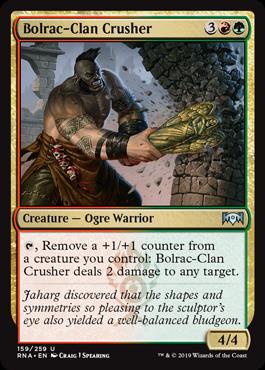 Bolrac-Clan Crusher 3
Creature — Ogre Warrior
, Remove a +1/+1 counter from
a creature you control: Bolrac-Clan
Crusher deals 2 damage to any target.
Jaharg discovered that the shapes and
symmetries so pleasing to the sculptor's
eye also yielded a well-balanced bludgeon.
4/4
159/259 U
RNA • EN CRAIG J SPEARING
™ & © 2019 Wizards of the Coast